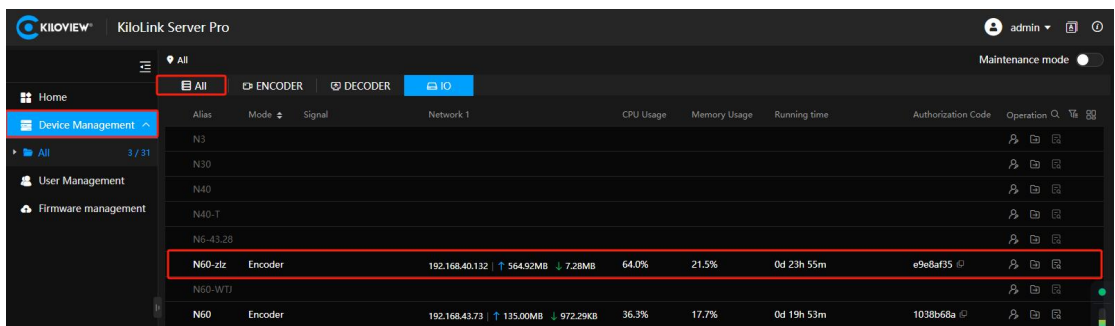 KILOVIEW® KiloLink Server Pro admin
All Maintenance mode
All ENCODER DECODER IO
Home
Device Management
All 3 / 31
User Management
Firmware management
Alias Mode Signal Network 1 CPU Usage Memory Usage Running time Authorization Code Operation
N3
N30
N40
N40-T
N6-43.28
N60-zlz Encoder 192.168.40.132 | ↑ 564.92MB ↓ 7.28MB 64.0% 21.5% 0d 23h 55m e9e8af35
N60-WTJ
N60 Encoder 192.168.43.73 | ↑ 135.00MB ↓ 972.29KB 36.3% 17.7% 0d 19h 53m 1038b68a